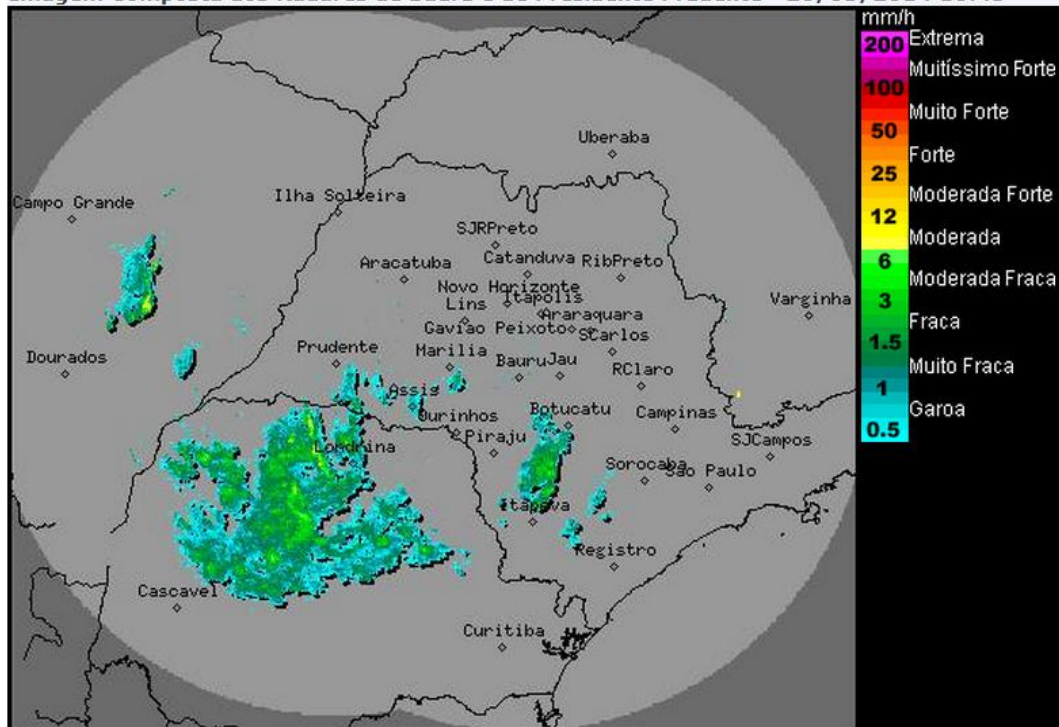 mm/h
200 Extrema
Muitíssimo Forte
100
Muito Forte
50
Forte
25
Moderada Forte
12
Moderada
6
Moderada Fraca
3
Fraca
1.5
Muito Fraca
1
Garoa
0.5
Uberaba
Campo Grande
Ilha Solteira
SJRPreto
Aracatuba
Catanduva
RibPreto
Novo Horizonte
Lins
Itapolis
Varginha
Araraquara
Gaviao Peixoto
SCarlos
Dourados
Prudente
Marilia
Bauru
Jau
RClaro
Assis
Ourinhos
Botucatu
Campinas
Piraju
SJCampos
Londrina
Sorocaba
Sao Paulo
Itapeva
Registro
Cascavel
Curitiba